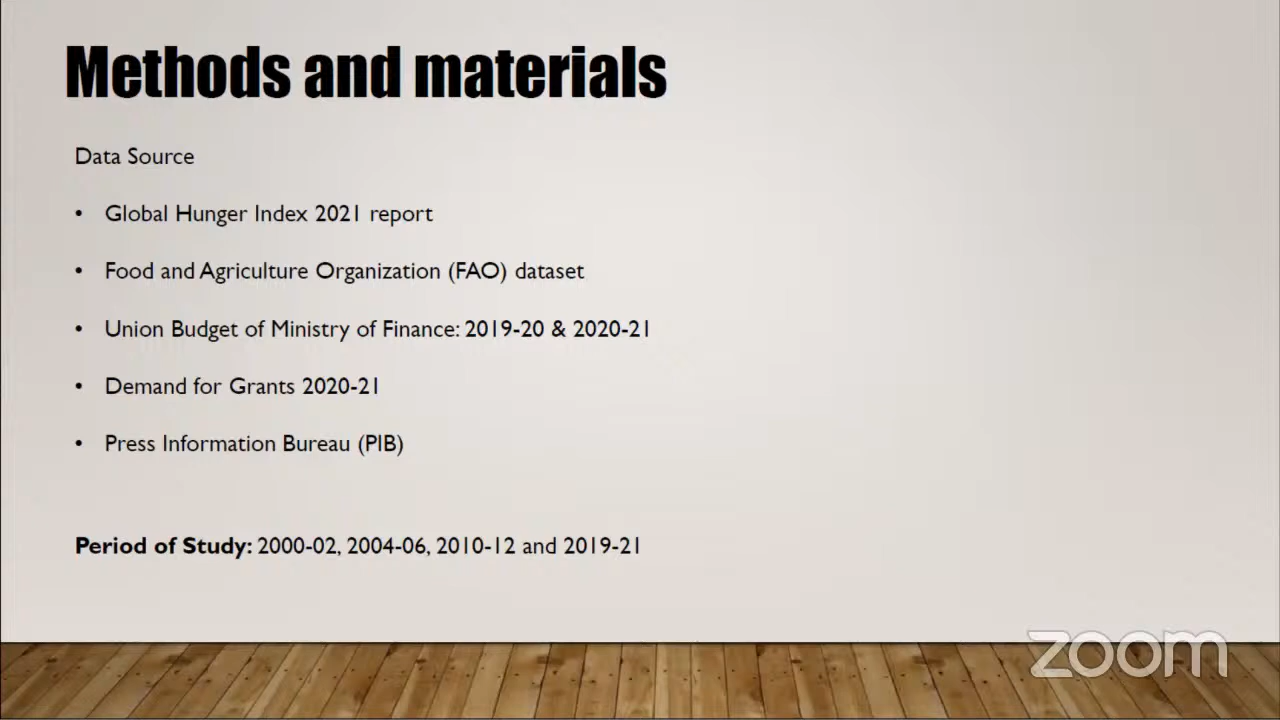 Methods and materials
Data Source
• Global Hunger Index 2021 report
• Food and Agriculture Organization (FAO) dataset
• Union Budget of Ministry of Finance: 2019-20 & 2020-21
• Demand for Grants 2020-21
• Press Information Bureau (PIB)
Period of Study: 2000-02, 2004-06, 2010-12 and 2019-21
zoom